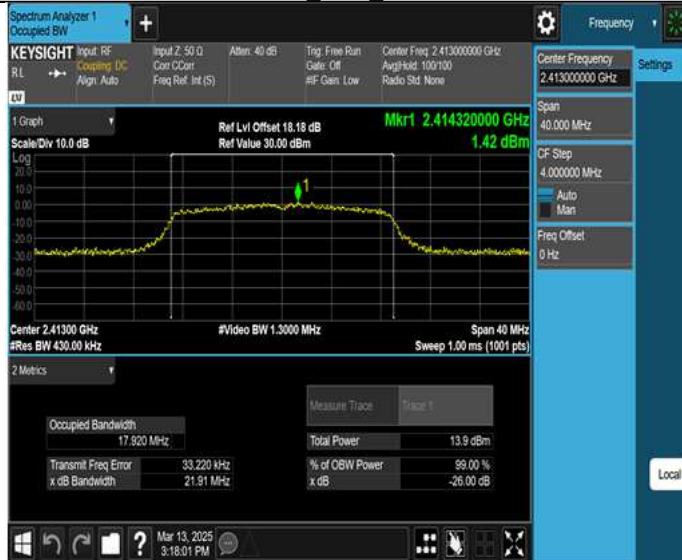 Spectrum Analyzer 1
Occupied BW
+
Frequency
KEYSIGHT
RL
LV
Input: RF
Coupling: DC
Align: Auto
Input Z: 50 Ω
Corr CCorr
Freq Ref: Int (S)
Atten: 40 dB
Trig: Free Run
Gate: Off
#IF Gain: Low
Center Freq: 2.413000000 GHz
Avg|Hold: 100/100
Radio Std: None
Center Frequency
2.413000000 GHz
Settings
Span
40.000 MHz
CF Step
4.000000 MHz
Auto
Man
Freq Offset
0 Hz
Local
1 Graph
Scale/Div 10.0 dB
Ref Lvl Offset 18.18 dB
Ref Value 30.00 dBm
Mkr1 2.414320000 GHz
1.42 dBm
Log
20.0
10.0
0.00
-10.0
-20.0
-30.0
-40.0
-50.0
-60.0
1
Center 2.41300 GHz
#Res BW 430.00 kHz
#Video BW 1.3000 MHz
Span 40 MHz
Sweep 1.00 ms (1001 pts)
2 Metrics
Measure Trace
Trace 1
Occupied Bandwidth
17.920 MHz
Total Power
13.9 dBm
Transmit Freq Error
33.220 kHz
% of OBW Power
99.00 %
x dB Bandwidth
21.91 MHz
x dB
-26.00 dB
?
Mar 13, 2025
3:18:01 PM